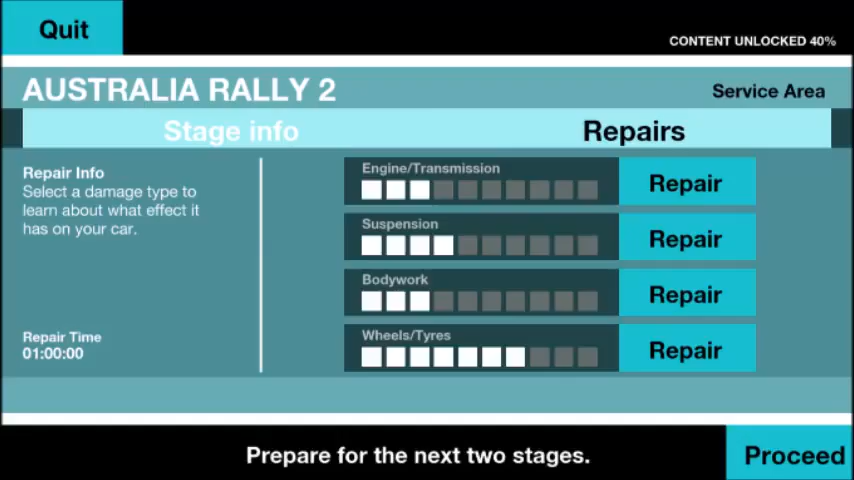 Quit
CONTENT UNLOCKED 40%
AUSTRALIA RALLY 2
Service Area
Stage info
Repairs
Repair Info
Select a damage type to
learn about what effect it
has on your car.
Repair Time
01:00:00
Engine/Transmission
Repair
Suspension
Repair
Bodywork
Repair
Wheels/Tyres
Repair
Prepare for the next two stages.
Proceed